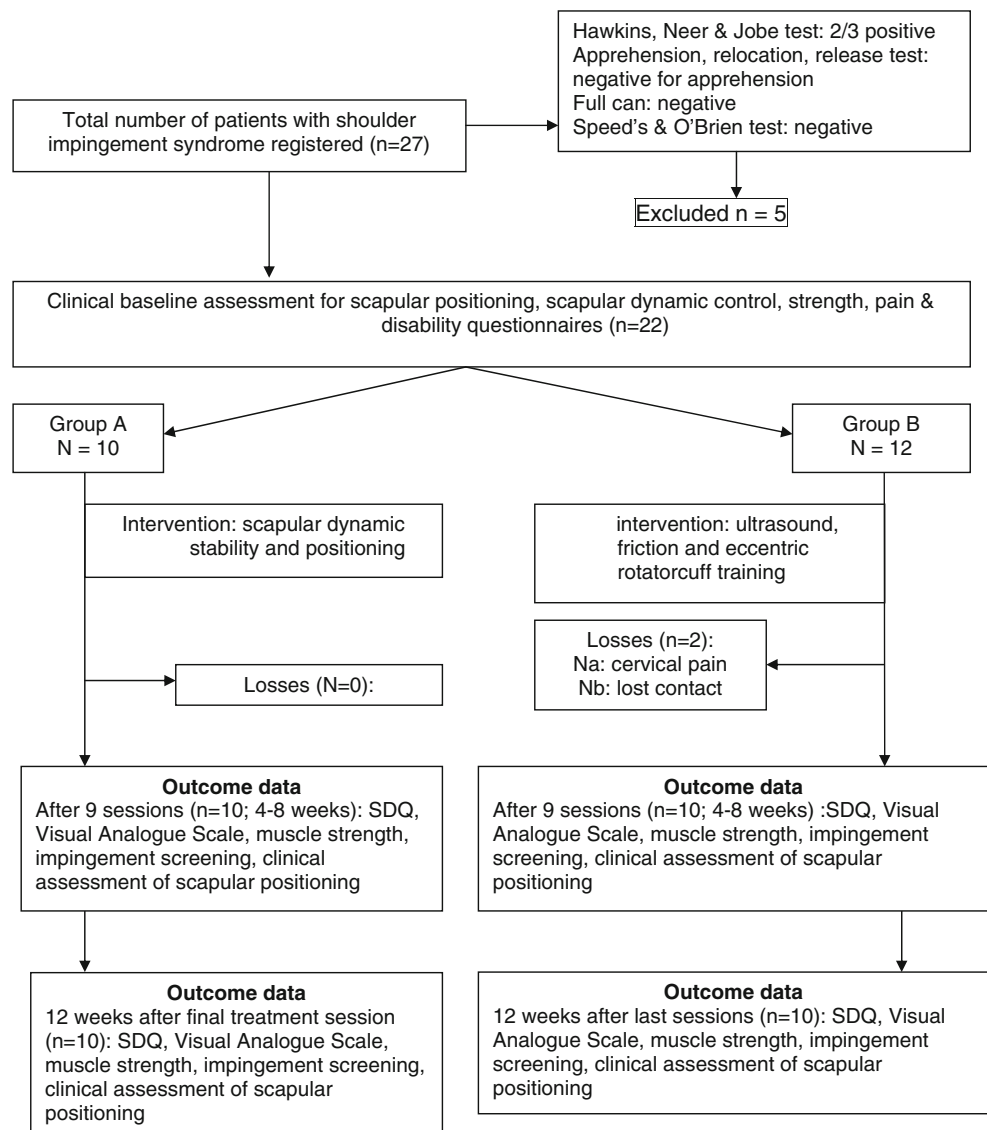 Hawkins, Neer & Jobe test: 2/3 positive
Apprehension, relocation, release test:
negative for apprehension
Full can: negative
Speed's & O'Brien test: negative
Total number of patients with shoulder
impingement syndrome registered (n=27)
Excluded n = 5
Clinical baseline assessment for scapular positioning, scapular dynamic control, strength, pain &
disability questionnaires (n=22)
Group A
N = 10
Group B
N = 12
Intervention: scapular dynamic
stability and positioning
intervention: ultrasound,
friction and eccentric
rotatorcuff training
Losses (N=0):
Losses (n=2):
Na: cervical pain
Nb: lost contact
Outcome data
After 9 sessions (n=10; 4-8 weeks): SDQ,
Visual Analogue Scale, muscle strength,
impingement screening, clinical
assessment of scapular positioning
Outcome data
After 9 sessions (n=10; 4-8 weeks) :SDQ, Visual
Analogue Scale, muscle strength, impingement
screening, clinical assessment of scapular
positioning
Outcome data
12 weeks after final treatment session
(n=10): SDQ, Visual Analogue Scale,
muscle strength, impingement screening,
clinical assessment of scapular
positioning
Outcome data
12 weeks after last sessions (n=10): SDQ, Visual
Analogue Scale, muscle strength, impingement
screening, clinical assessment of scapular
positioning